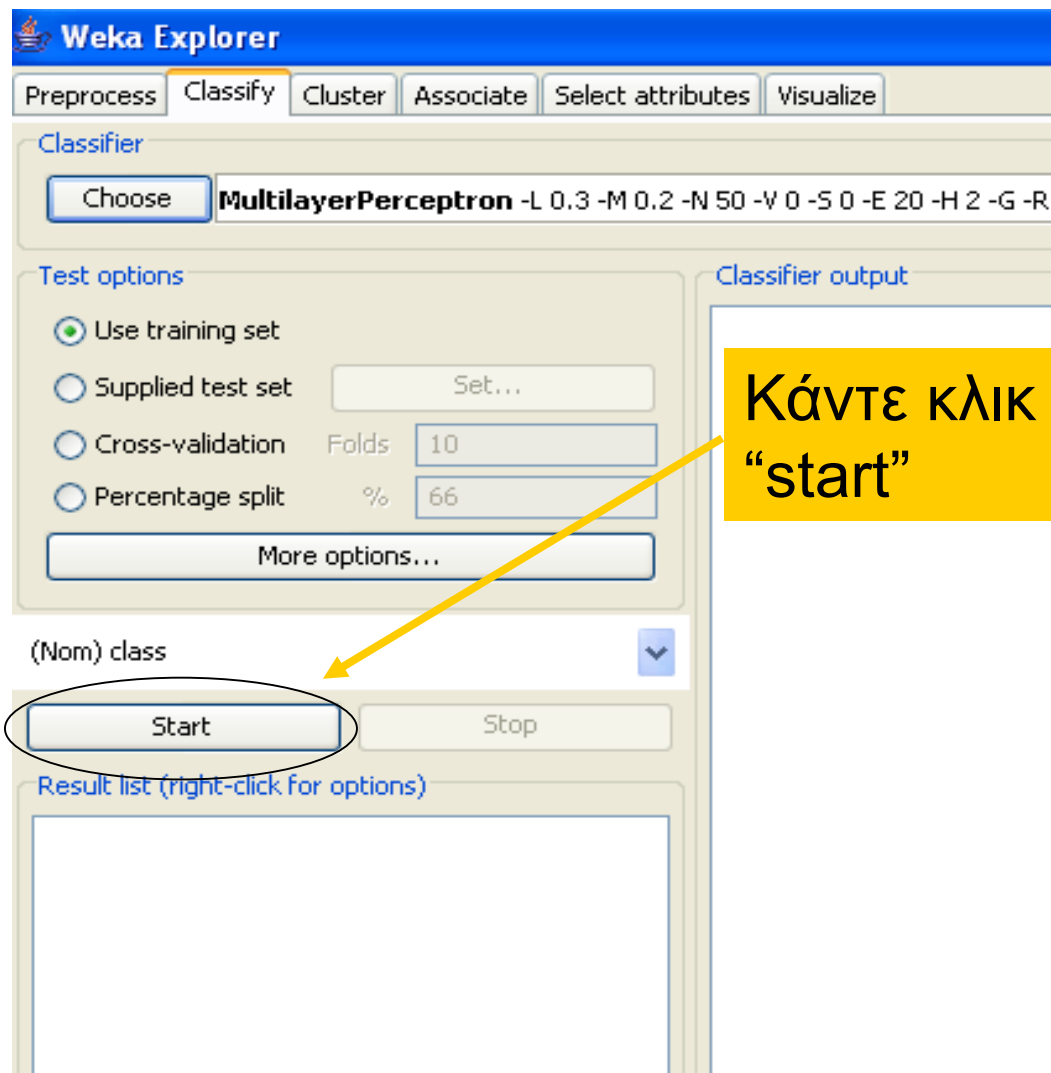 Weka Explorer
Preprocess Classify Cluster Associate Select attributes Visualize
Classifier
Choose MultilayerPerceptron -L 0.3 -M 0.2 -N 50 -V 0 -S 0 -E 20 -H 2 -G -R
Test options
Use training set
Supplied test set Set...
Cross-validation Folds 10
Percentage split % 66
More options...
(Nom) class
Start Stop
Result list (right-click for options)
Classifier output
Κάντε κλικ
“start”